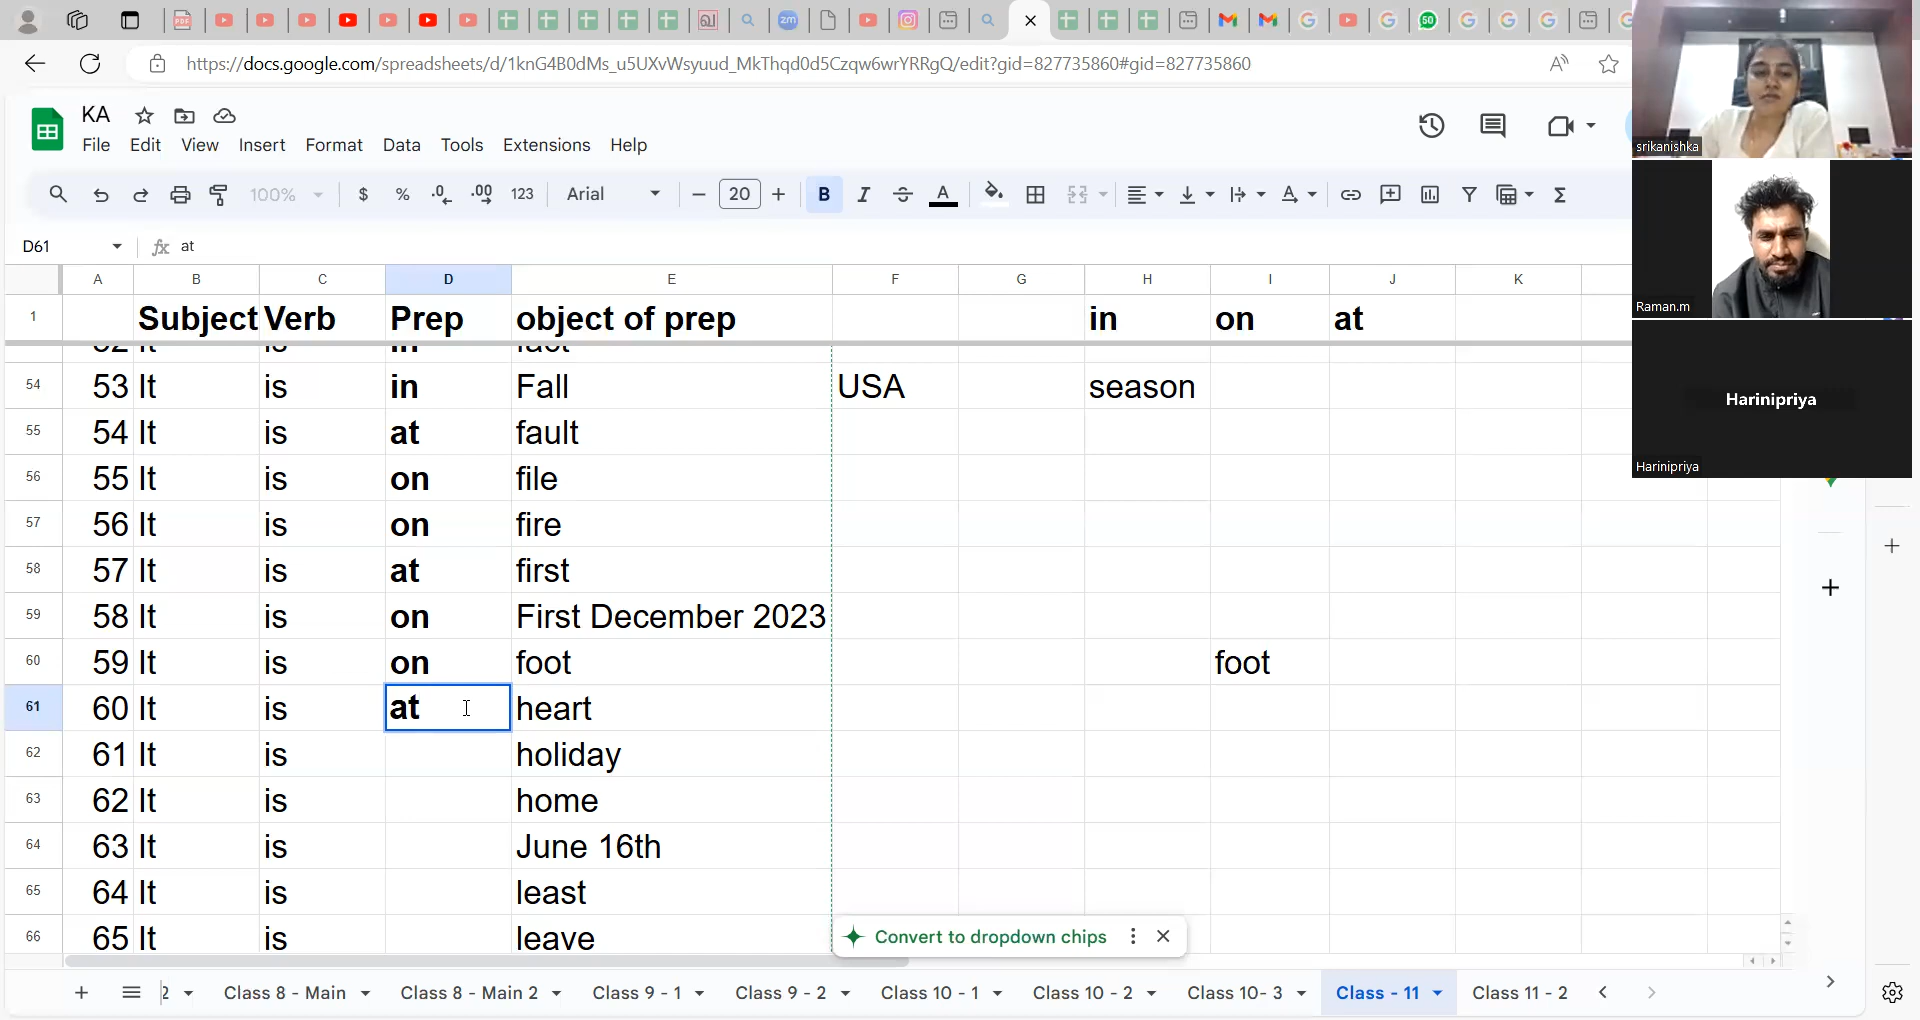 https://docs.google.com/spreadsheets/d/1knG4B0dMs_u5UXvWsyuud_MkThqd0d5Czqw6wrYRRgQ/edit?gid=827735860#gid=827735860
KA
File Edit View Insert Format Data Tools Extensions Help
100% $ % .0 .00 123 Arial 20 B I
D61 fx at
A B C D E F G H I J K
1 Subject Verb Prep object of prep in on at
54 53 It is in Fall USA season
55 54 It is at fault
56 55 It is on file
57 56 It is on fire
58 57 It is at first
59 58 It is on First December 2023
60 59 It is on foot foot
61 60 It is at heart
62 61 It is holiday
63 62 It is home
64 63 It is June 16th
65 64 It is least
66 65 It is leave
Convert to dropdown chips
2 Class 8 - Main Class 8 - Main 2 Class 9 - 1 Class 9 - 2 Class 10 - 1 Class 10 - 2 Class 10- 3 Class - 11 Class 11 - 2
srikanishka
Raman.m
Harinipriya
Harinipriya